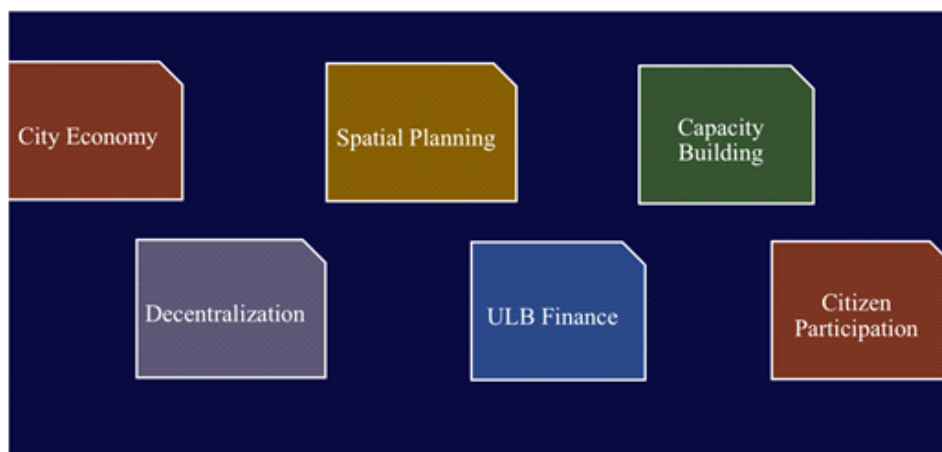 City Economy
Spatial Planning
Capacity
Building
Decentralization
ULB Finance
Citizen
Participation